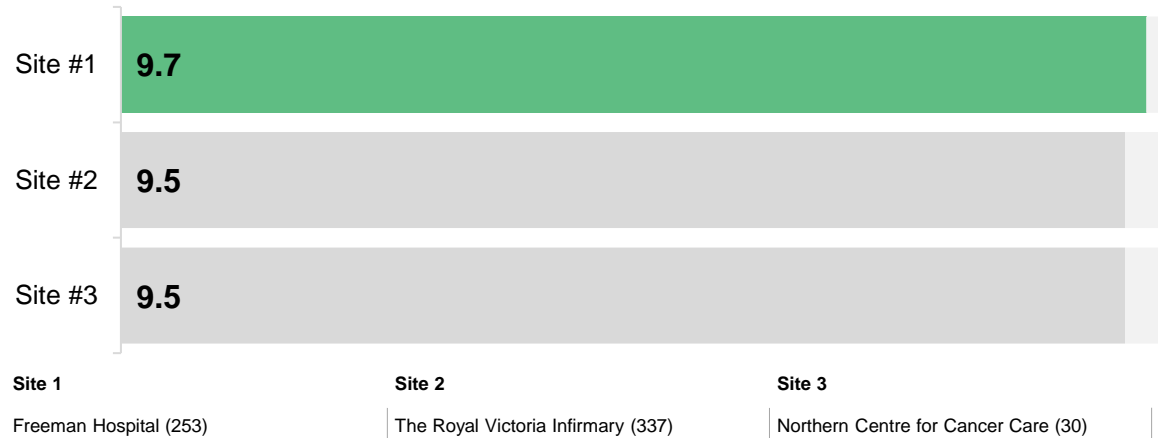 Site #1 9.7
Site #2 9.5
Site #3 9.5
Site 1 Site 2 Site 3
Freeman Hospital (253) The Royal Victoria Infirmary (337) Northern Centre for Cancer Care (30)